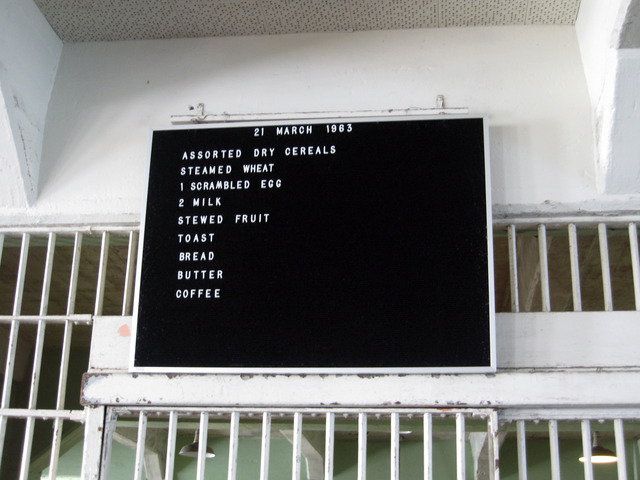 21 MARCH 1963
ASSORTED DRY CEREALS
STEAMED WHEAT
1 SCRAMBLED EGG
2 MILK
STEWED FRUIT
TOAST
BREAD
BUTTER
COFFEE